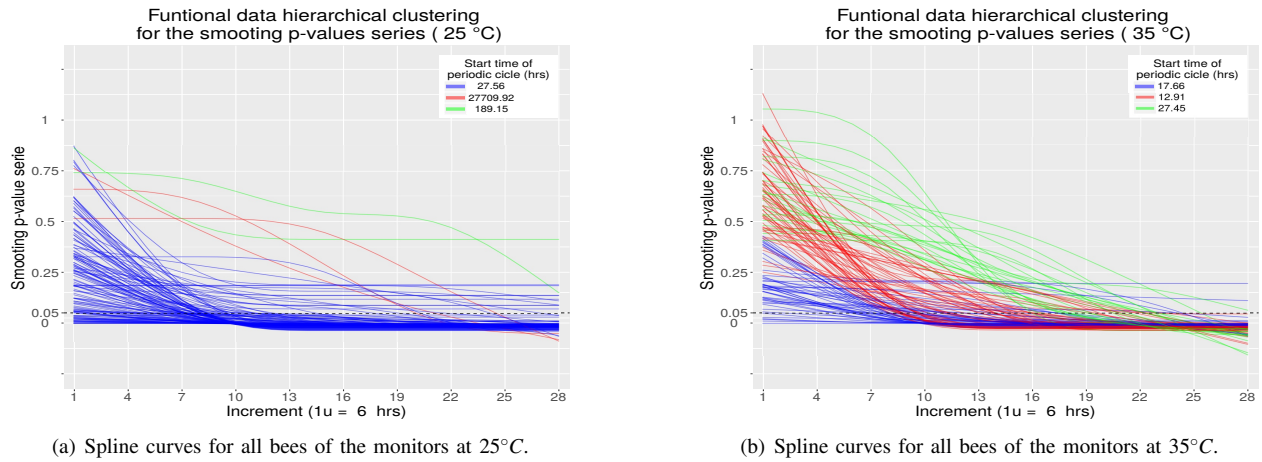 Funtional data hierarchical clustering
for the smooting p-values series ( 25 °C)
Start time of
periodic cicle (hrs)
27.56
27709.92
189.15
Smooting p-value serie
1
0.75
0.5
0.25
0.05
0
1 4 7 10 13 16 19 22 25 28
Increment (1u = 6 hrs)
(a) Spline curves for all bees of the monitors at 25°C.
Funtional data hierarchical clustering
for the smooting p-values series ( 35 °C)
Start time of
periodic cicle (hrs)
17.66
12.91
27.45
Smooting p-value serie
1
0.75
0.5
0.25
0.05
0
1 4 7 10 13 16 19 22 25 28
Increment (1u = 6 hrs)
(b) Spline curves for all bees of the monitors at 35°C.